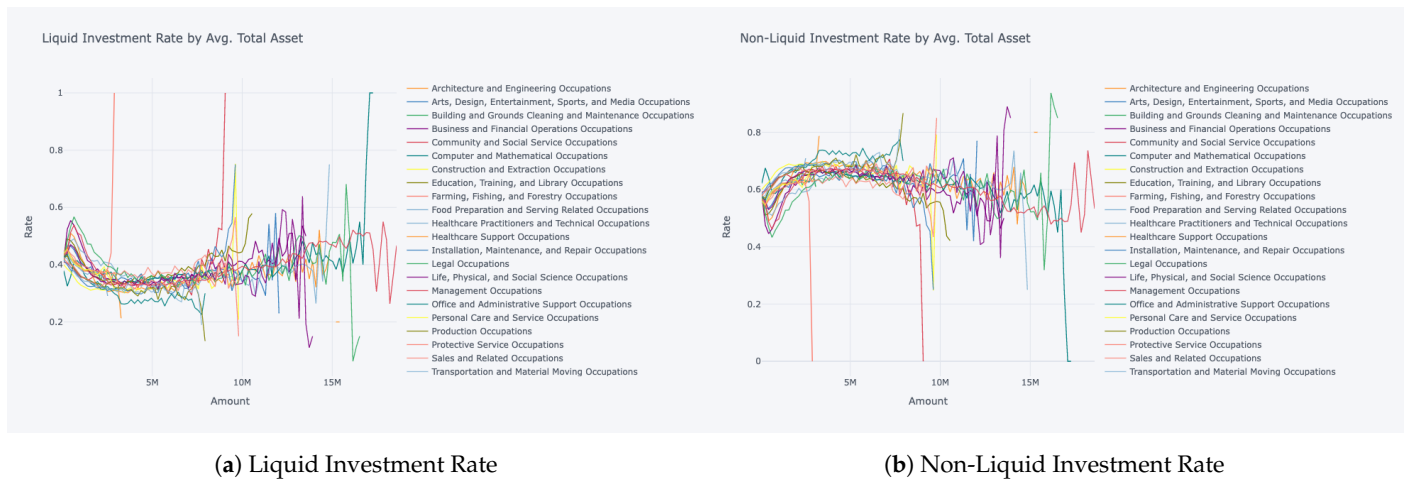 Liquid Investment Rate by Avg. Total Asset
1
0.8
0.6
0.4
0.2
Rate
5M
10M
15M
Amount
Architecture and Engineering Occupations
Arts, Design, Entertainment, Sports, and Media Occupations
Building and Grounds Cleaning and Maintenance Occupations
Business and Financial Operations Occupations
Community and Social Service Occupations
Computer and Mathematical Occupations
Construction and Extraction Occupations
Education, Training, and Library Occupations
Farming, Fishing, and Forestry Occupations
Food Preparation and Serving Related Occupations
Healthcare Practitioners and Technical Occupations
Healthcare Support Occupations
Installation, Maintenance, and Repair Occupations
Legal Occupations
Life, Physical, and Social Science Occupations
Management Occupations
Office and Administrative Support Occupations
Personal Care and Service Occupations
Production Occupations
Protective Service Occupations
Sales and Related Occupations
Transportation and Material Moving Occupations
(a) Liquid Investment Rate
Non-Liquid Investment Rate by Avg. Total Asset
0.8
0.6
0.4
0.2
0
Rate
5M
10M
15M
Amount
Architecture and Engineering Occupations
Arts, Design, Entertainment, Sports, and Media Occupations
Building and Grounds Cleaning and Maintenance Occupations
Business and Financial Operations Occupations
Community and Social Service Occupations
Computer and Mathematical Occupations
Construction and Extraction Occupations
Education, Training, and Library Occupations
Farming, Fishing, and Forestry Occupations
Food Preparation and Serving Related Occupations
Healthcare Practitioners and Technical Occupations
Healthcare Support Occupations
Installation, Maintenance, and Repair Occupations
Legal Occupations
Life, Physical, and Social Science Occupations
Management Occupations
Office and Administrative Support Occupations
Personal Care and Service Occupations
Production Occupations
Protective Service Occupations
Sales and Related Occupations
Transportation and Material Moving Occupations
(b) Non-Liquid Investment Rate